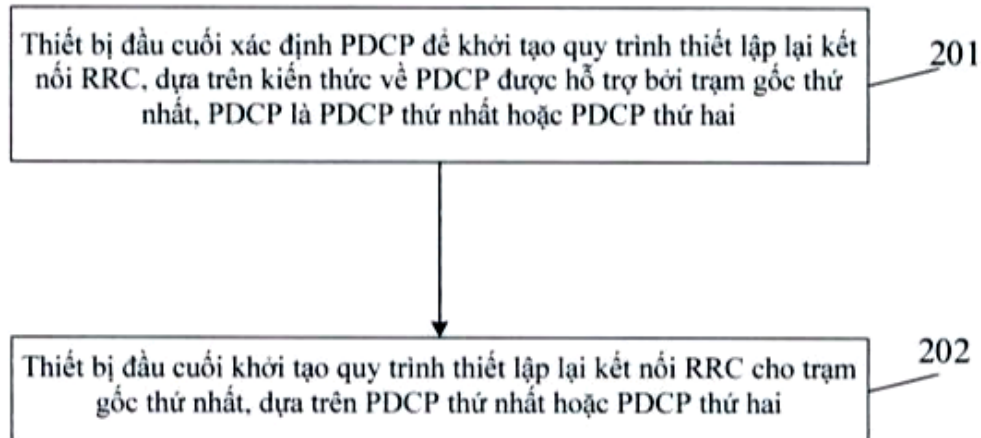 Thiết bị đầu cuối xác định PDCP để khởi tạo quy trình thiết lập lại kết
nối RRC, dựa trên kiến thức về PDCP được hỗ trợ bởi trạm gốc thứ
nhất, PDCP là PDCP thứ nhất hoặc PDCP thứ hai
201
Thiết bị đầu cuối khởi tạo quy trình thiết lập lại kết nối RRC cho trạm
gốc thứ nhất, dựa trên PDCP thứ nhất hoặc PDCP thứ hai
202